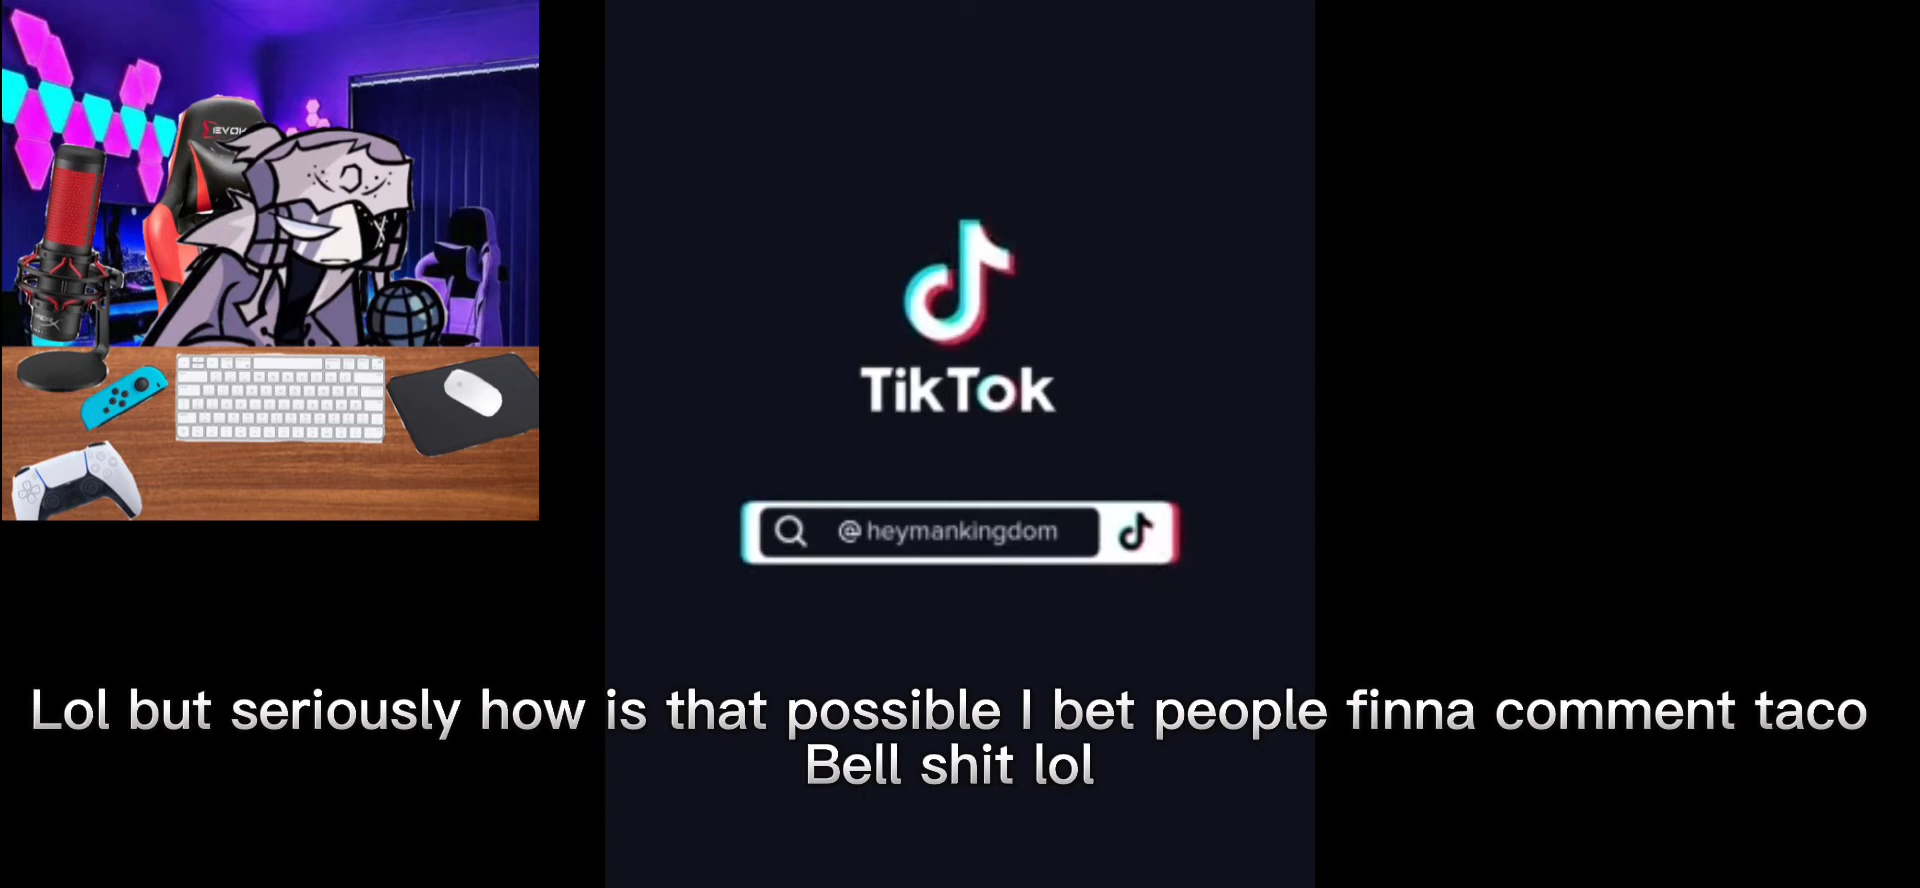 TikTok
@heymankingdom
Lol but seriously how is that possible I bet people finna comment taco
Bell shit lol